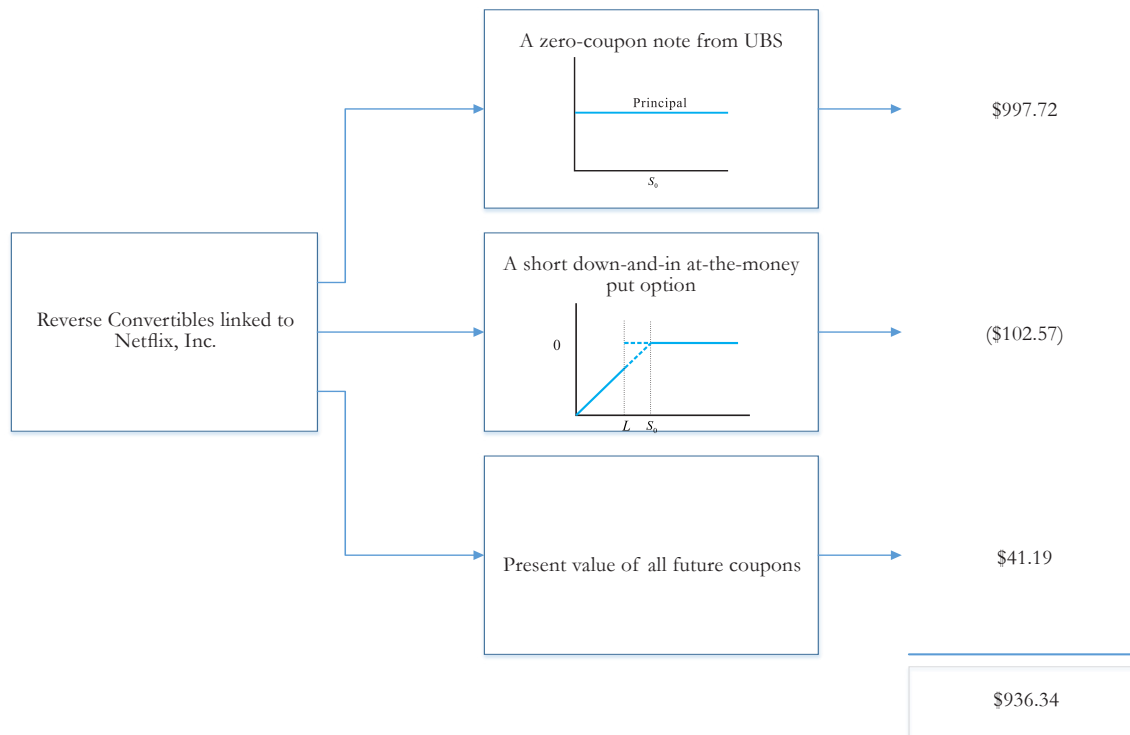 A zero-coupon note from UBS
Principal
S₀
$997.72
Reverse Convertibles linked to
Netflix, Inc.
A short down-and-in at-the-money
put option
0
L S₀
($102.57)
Present value of all future coupons
$41.19
$936.34